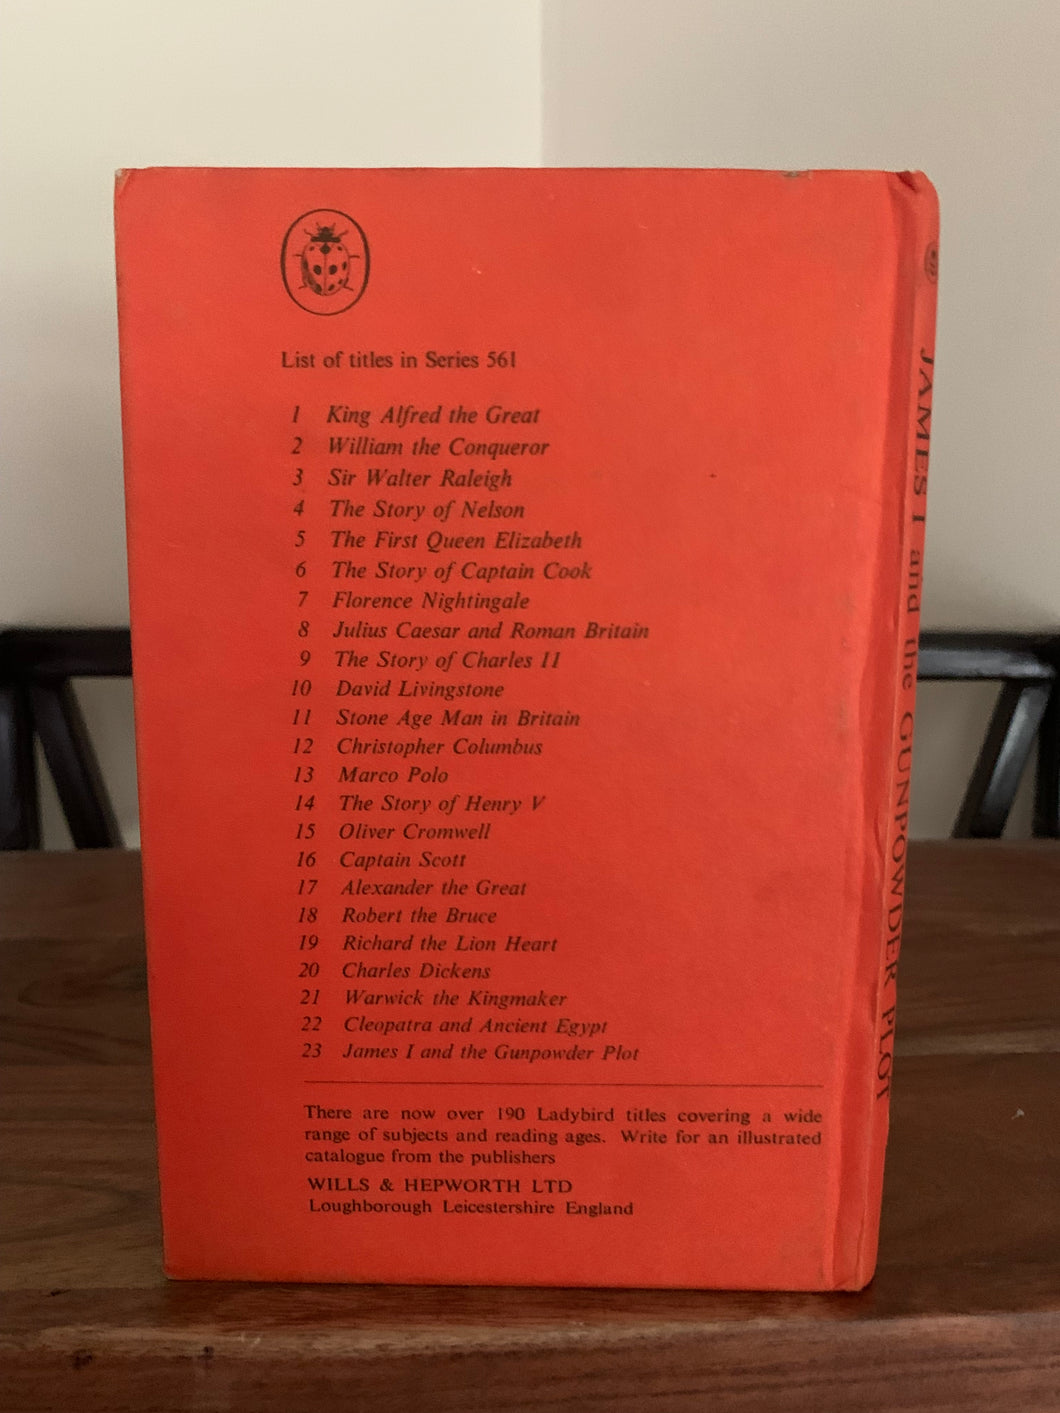 List of titles in Series 561
1 King Alfred the Great
2 William the Conqueror
3 Sir Walter Raleigh
4 The Story of Nelson
5 The First Queen Elizabeth
6 The Story of Captain Cook
7 Florence Nightingale
8 Julius Caesar and Roman Britain
9 The Story of Charles II
10 David Livingstone
11 Stone Age Man in Britain
12 Christopher Columbus
13 Marco Polo
14 The Story of Henry V
15 Oliver Cromwell
16 Captain Scott
17 Alexander the Great
18 Robert the Bruce
19 Richard the Lion Heart
20 Charles Dickens
21 Warwick the Kingmaker
22 Cleopatra and Ancient Egypt
23 James I and the Gunpowder Plot
There are now over 190 Ladybird titles covering a wide
range of subjects and reading ages. Write for an illustrated
catalogue from the publishers
WILLS & HEPWORTH LTD
Loughborough Leicestershire England
JAMES I and the GUNPOWDER PLOT